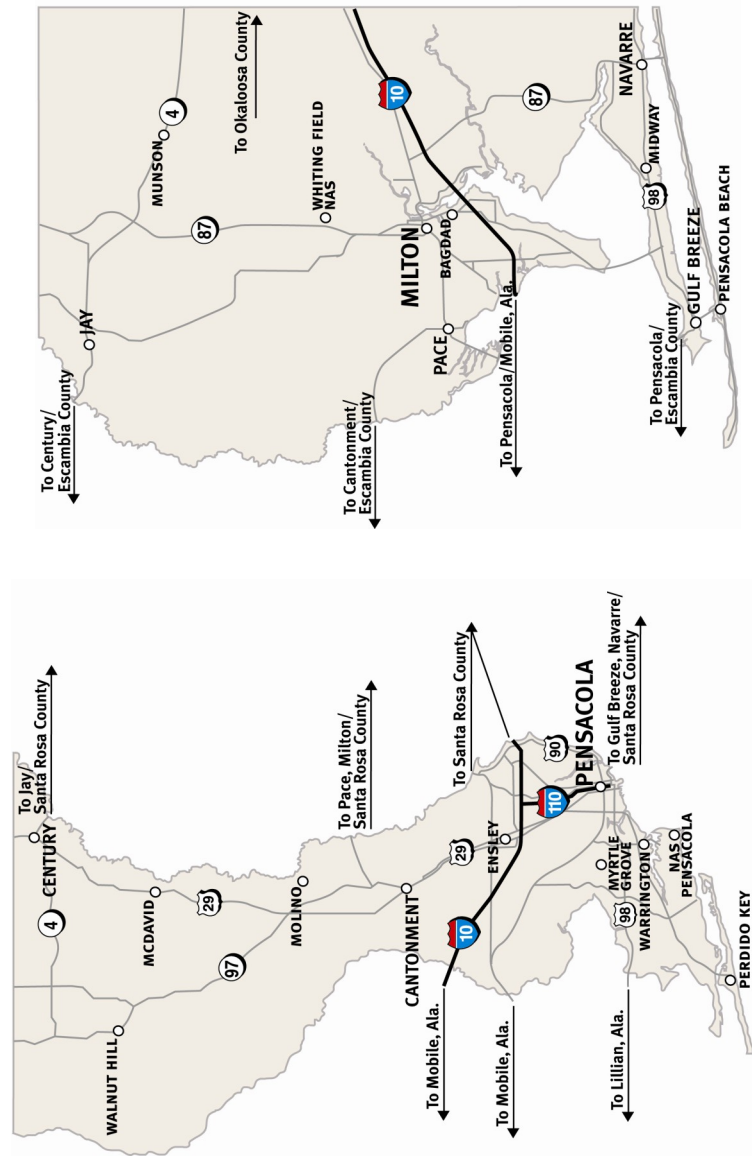 To Jay/
Santa Rosa County
CENTURY
4
MCDAVID
29
WALNUT HILL
97
MOLINO
To Pace, Milton/
Santa Rosa County
CANTONMENT
To Mobile, Ala.
10
29
ENSLEY
To Santa Rosa County
To Mobile, Ala.
110
90
PENSACOLA
To Gulf Breeze, Navarre/
Santa Rosa County
MYRTLE
GROVE
98
To Lillian, Ala.
WARRINGTON
NAS
PENSACOLA
PERDIDO KEY
To Century/
Escambia County
JAY
MUNSON
4
To Okaloosa County
87
WHITING FIELD
NAS
To Cantonment/
Escambia County
10
MILTON
BAGDAD
PACE
To Pensacola/Mobile, Ala.
87
NAVARRE
MIDWAY
98
GULF BREEZE
PENSACOLA BEACH
To Pensacola/
Escambia County